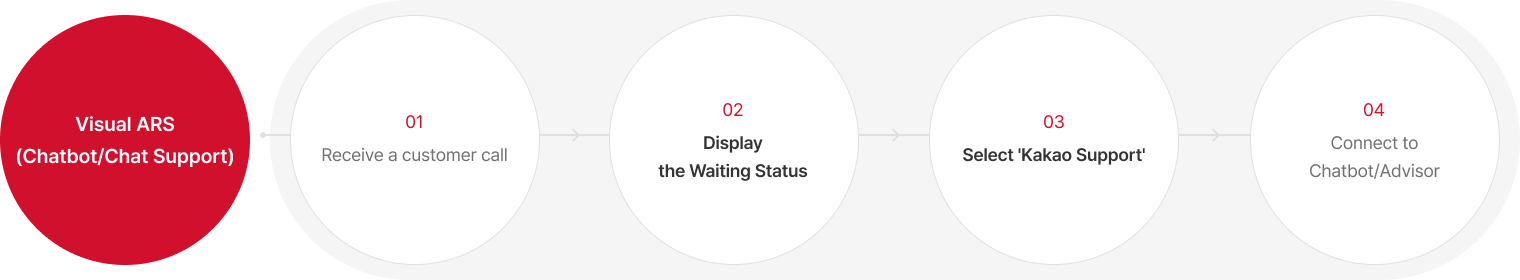 Visual ARS
(Chatbot/Chat Support)
01
Receive a customer call
02
Display
the Waiting Status
03
Select 'Kakao Support'
04
Connect to
Chatbot/Advisor